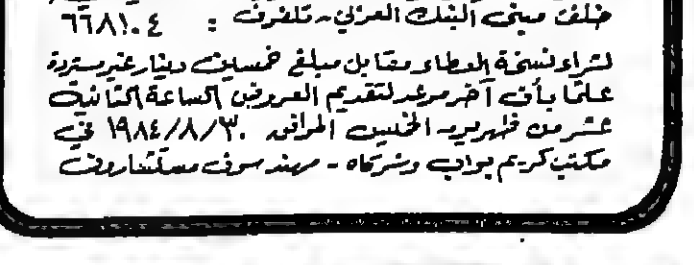 خلف مبنى البنك العربي - تلفون : ٦٦٨١٠٤
لشراء نسخة العطاء مقابل مبلغ خمسين دينار غير مستردة
علمًا بأن آخر موعد لتقديم العروض الساعة الثانية
عشر من ظهر يوم الخميس الموافق ١٩٨٤/٨/٣٠ في
مكتب كريم بواب وشركاه - مهندسون مستشارون